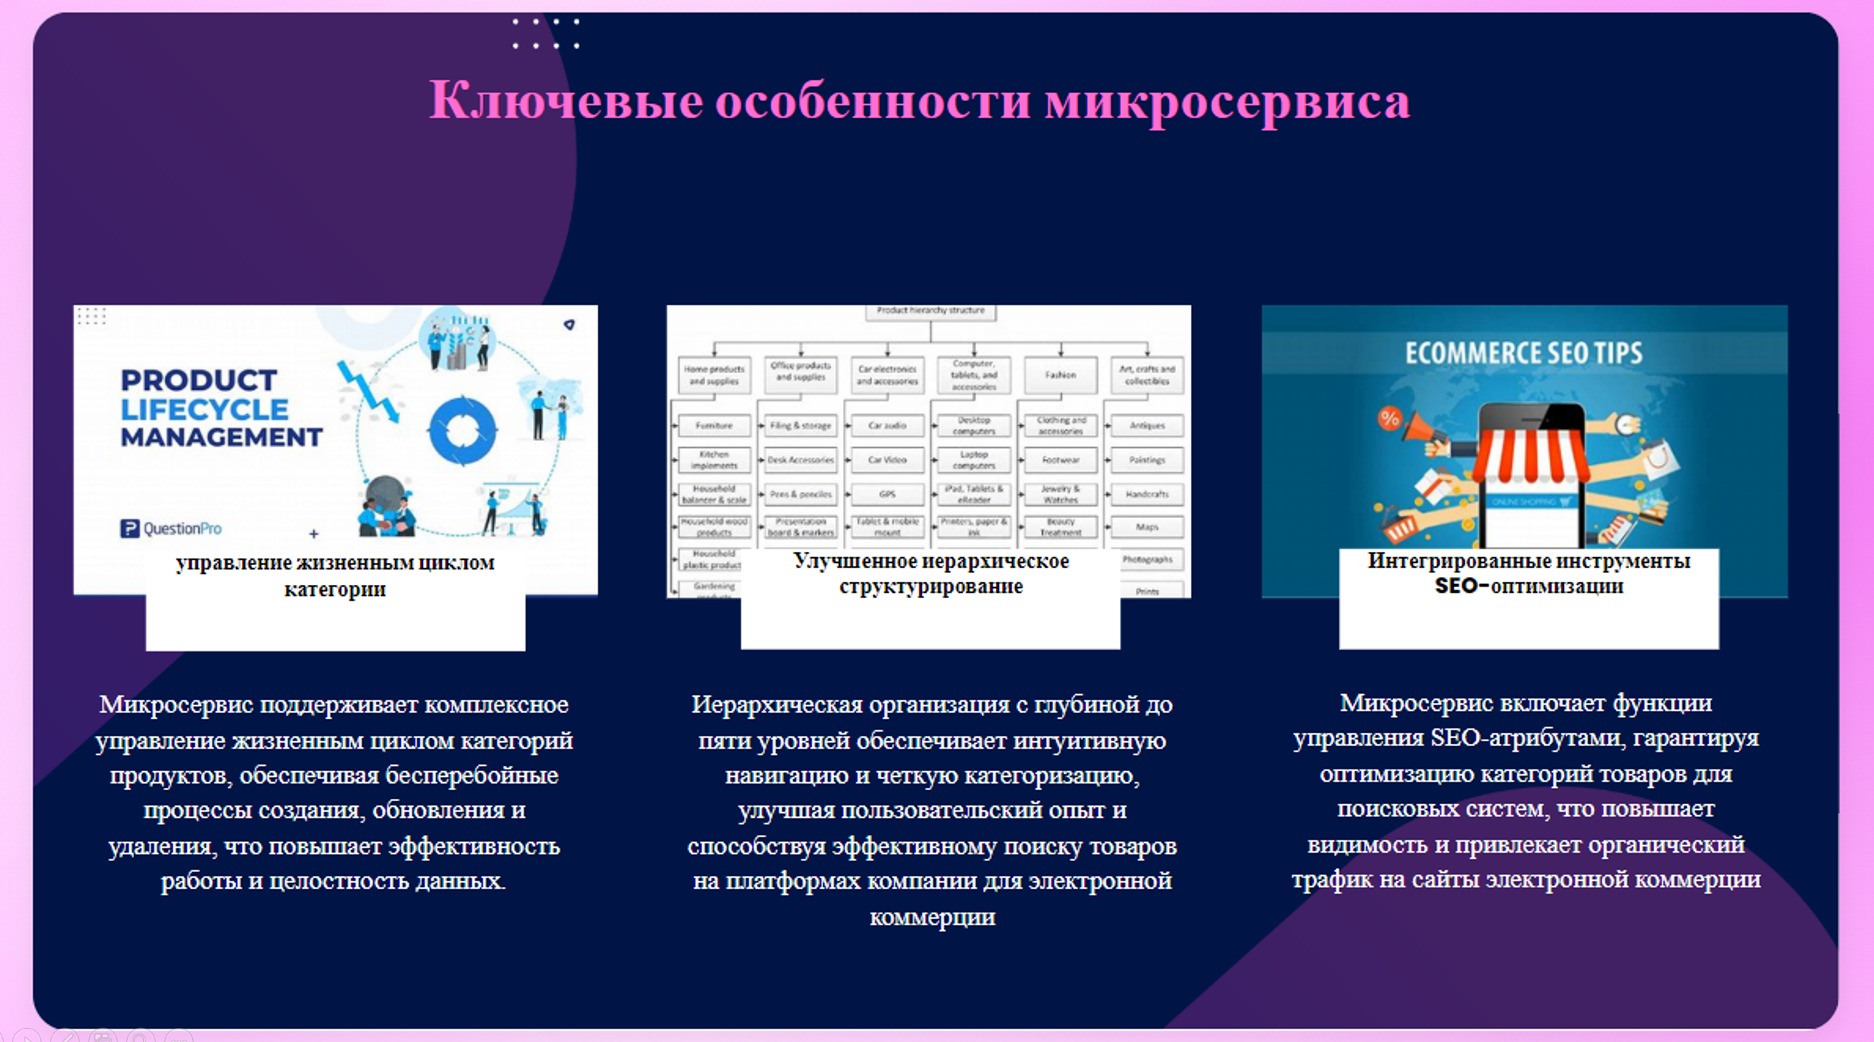 Ключевые особенности микросервиса
PRODUCT
LIFECYCLE
MANAGEMENT
QuestionPro
управление жизненным циклом
категории
Микросервис поддерживает комплексное
управление жизненным циклом категорий
продуктов, обеспечивая бесперебойные
процессы создания, обновления и
удаления, что повышает эффективность
работы и целостность данных.
Product hierarchy structure
Home products
and supplies
Office products
and supplies
Car electronics
and accessories
Computer,
tablets, and
accessories
Fashion
Art, crafts and
collectibles
Furniture
Filing & storage
Car audio
Desktop
computers
Clothing and
accessories
Antiques
Kitchen
implements
Desk Accessories
Car Video
Laptop
computers
Footwear
Paintings
Household
balancer & scale
Pens & penciles
GPS
iPad, Tablets &
eReader
Jewelry &
Watches
Handcrafts
Household wood
products
Presentation
board & markers
Tablet & mobile
mount
Printers, paper &
ink
Beauty
Treatment
Maps
Household
plastic product
Photographs
Gardening
products
Prints
Улучшенное иерархическое
структурирование
Иерархическая организация с глубиной до
пяти уровней обеспечивает интуитивную
навигацию и четкую категоризацию,
улучшая пользовательский опыт и
способствуя эффективному поиску товаров
на платформах компании для электронной
коммерции
ECOMMERCE SEO TIPS
%
ONLINE SHOPPING
Интегрированные инструменты
SEO-оптимизации
Микросервис включает функции
управления SEO-атрибутами, гарантируя
оптимизацию категорий товаров для
поисковых систем, что повышает
видимость и привлекает органический
трафик на сайты электронной коммерции